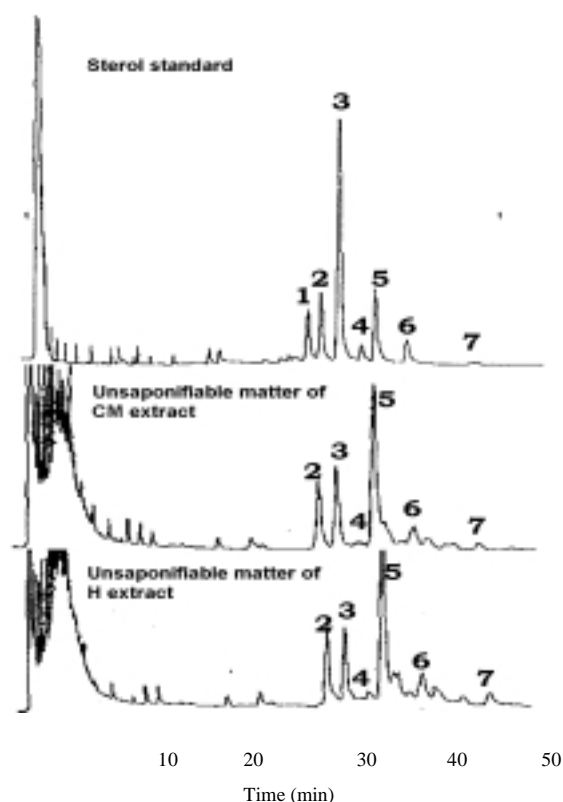 Sterol standard
3
1 2 5
4 6
7
Unsaponifiable matter of
CM extract
5
2 3
4 6 7
Unsaponifiable matter of
H extract
5
2 3
4 6 7
10 20 30 40 50
Time (min)